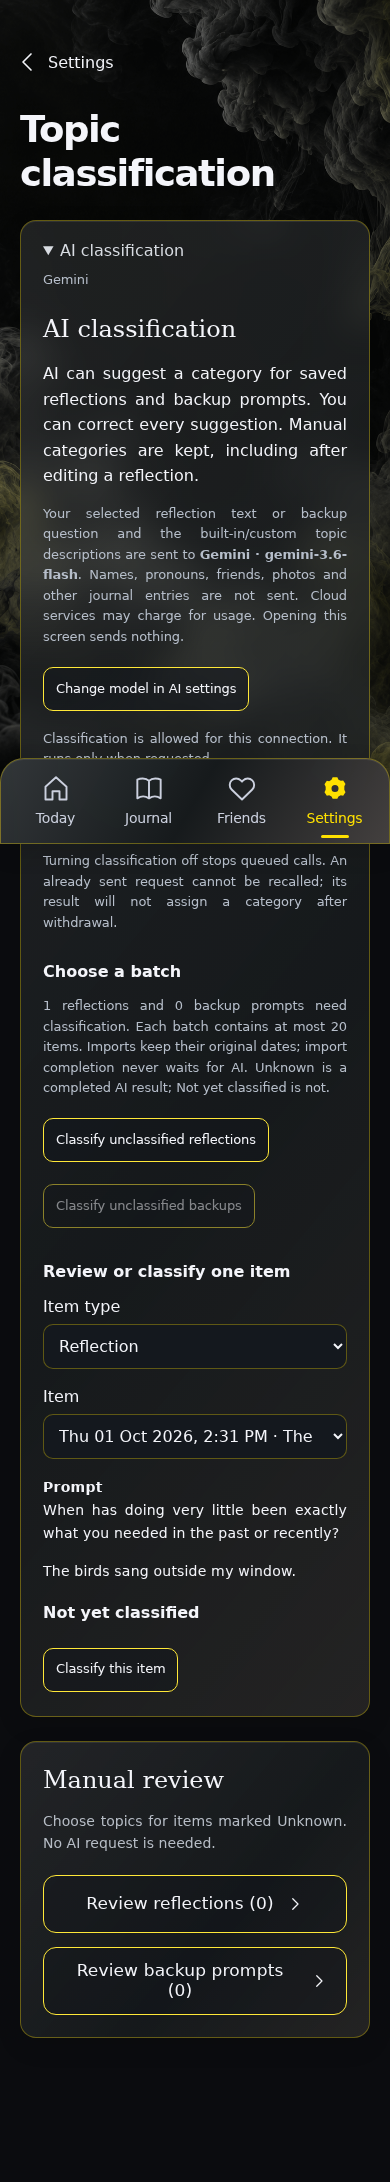 Settings
Topic
classification
▼ AI classification
Gemini
AI classification
AI can suggest a category for saved
reflections and backup prompts. You
can correct every suggestion. Manual
categories are kept, including after
editing a reflection.
Your selected reflection text or backup
question and the built-in/custom topic
descriptions are sent to Gemini · gemini-3.6-
flash. Names, pronouns, friends, photos and
other journal entries are not sent. Cloud
services may charge for usage. Opening this
screen sends nothing.
Change model in AI settings
Classification is allowed for this connection. It
runs only when requested.
Today
Journal
Friends
Settings
Turning classification off stops queued calls. An
already sent request cannot be recalled; its
result will not assign a category after
withdrawal.
Choose a batch
1 reflections and 0 backup prompts need
classification. Each batch contains at most 20
items. Imports keep their original dates; import
completion never waits for AI. Unknown is a
completed AI result; Not yet classified is not.
Classify unclassified reflections
Classify unclassified backups
Review or classify one item
Item type
Reflection
Item
Thu 01 Oct 2026, 2:31 PM · The
Prompt
When has doing very little been exactly
what you needed in the past or recently?
The birds sang outside my window.
Not yet classified
Classify this item
Manual review
Choose topics for items marked Unknown.
No AI request is needed.
Review reflections (0)
Review backup prompts
(0)